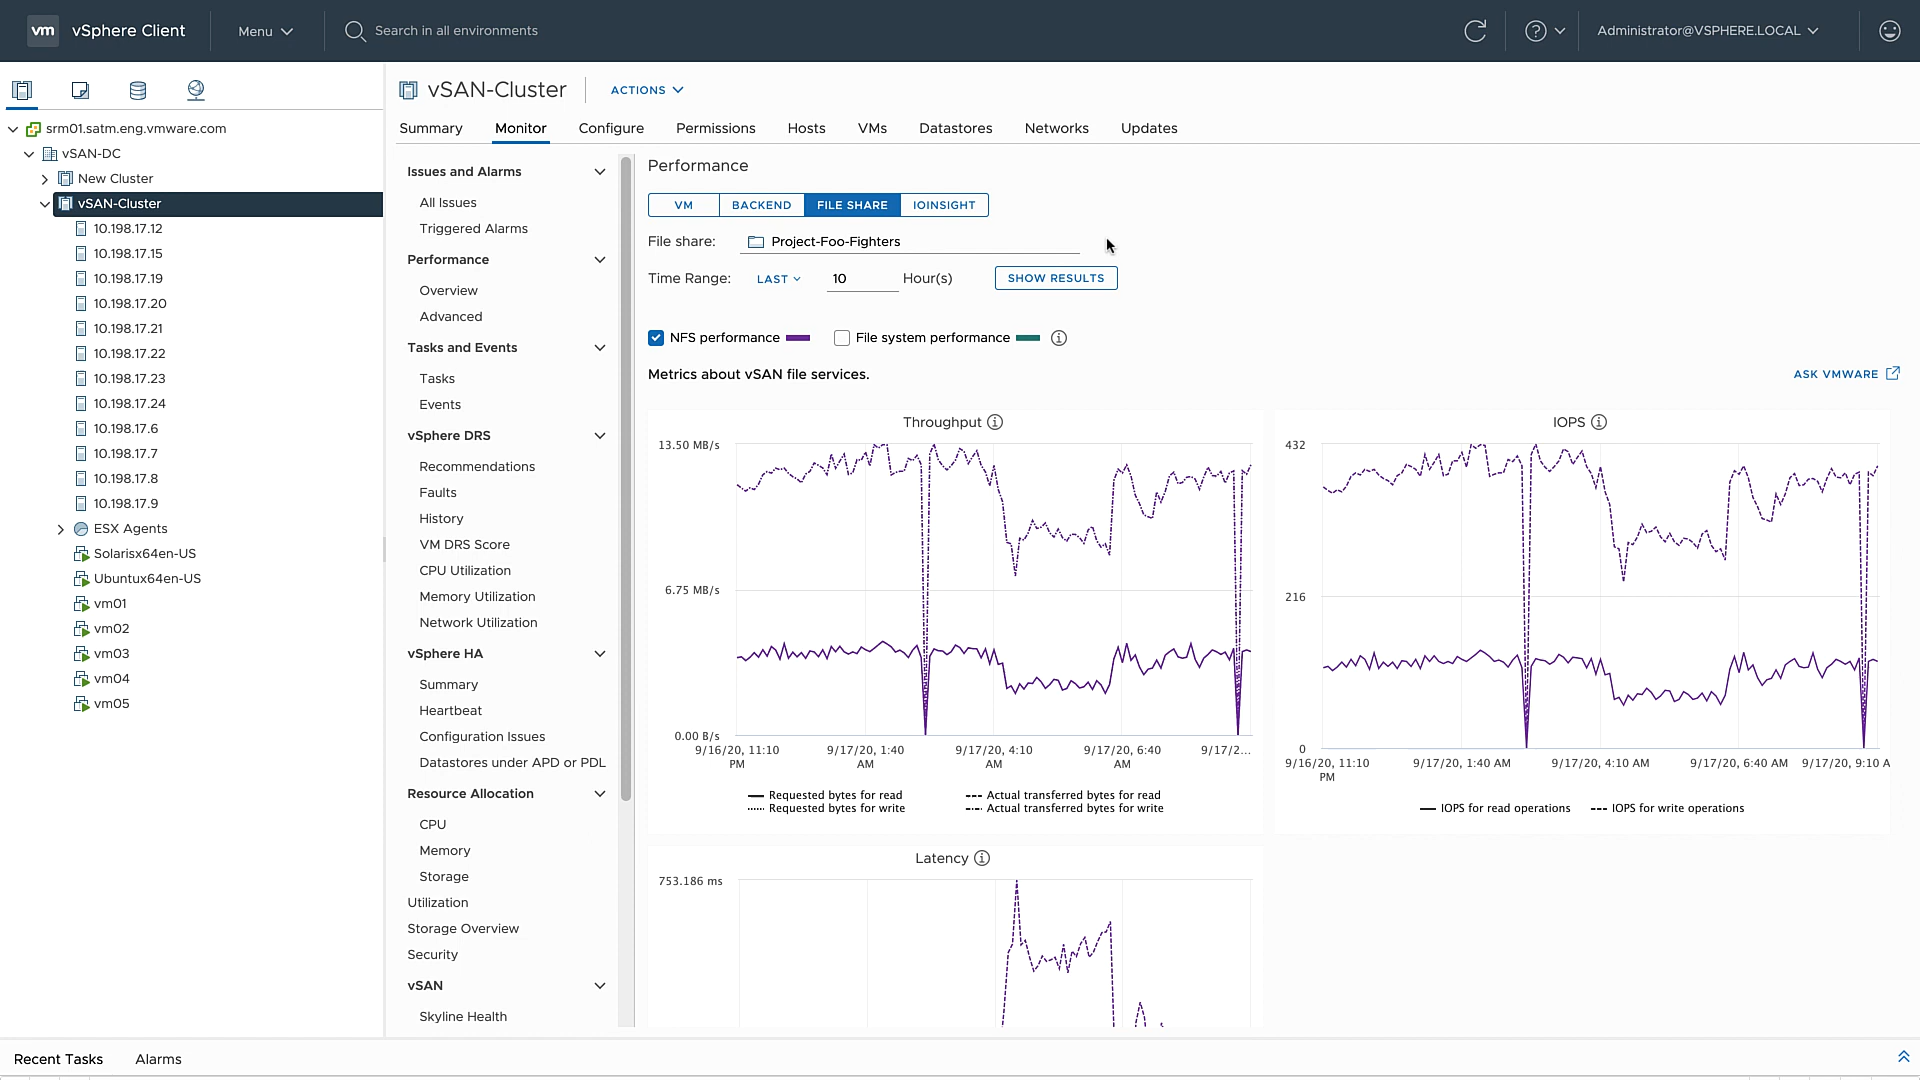 vm vSphere Client Menu Search in all environments Administrator@VSPHERE.LOCAL
srm01.satm.eng.vmware.com
vSAN-DC
New Cluster
vSAN-Cluster
10.198.17.12
10.198.17.15
10.198.17.19
10.198.17.20
10.198.17.21
10.198.17.22
10.198.17.23
10.198.17.24
10.198.17.6
10.198.17.7
10.198.17.8
10.198.17.9
ESX Agents
Solarisx64en-US
Ubuntux64en-US
vm01
vm02
vm03
vm04
vm05
vSAN-Cluster ACTIONS
Summary Monitor Configure Permissions Hosts VMs Datastores Networks Updates
Issues and Alarms
All Issues
Triggered Alarms
Performance
Overview
Advanced
Tasks and Events
Tasks
Events
vSphere DRS
Recommendations
Faults
History
VM DRS Score
CPU Utilization
Memory Utilization
Network Utilization
vSphere HA
Summary
Heartbeat
Configuration Issues
Datastores under APD or PDL
Resource Allocation
CPU
Memory
Storage
Utilization
Storage Overview
Security
vSAN
Skyline Health
Performance
VM BACKEND FILE SHARE IOINSIGHT
File share: Project-Foo-Fighters
Time Range: LAST 10 Hour(s) SHOW RESULTS
NFS performance File system performance
Metrics about vSAN file services. ASK VMWARE
Throughput
13.50 MB/s
6.75 MB/s
0.00 B/s
9/16/20, 11:10 PM 9/17/20, 1:40 AM 9/17/20, 4:10 AM 9/17/20, 6:40 AM 9/17/2...
Requested bytes for read Actual transferred bytes for read
Requested bytes for write Actual transferred bytes for write
IOPS
432
216
0
9/16/20, 11:10 PM 9/17/20, 1:40 AM 9/17/20, 4:10 AM 9/17/20, 6:40 AM 9/17/20, 9:10 A
IOPS for read operations IOPS for write operations
Latency
753.186 ms
Recent Tasks Alarms